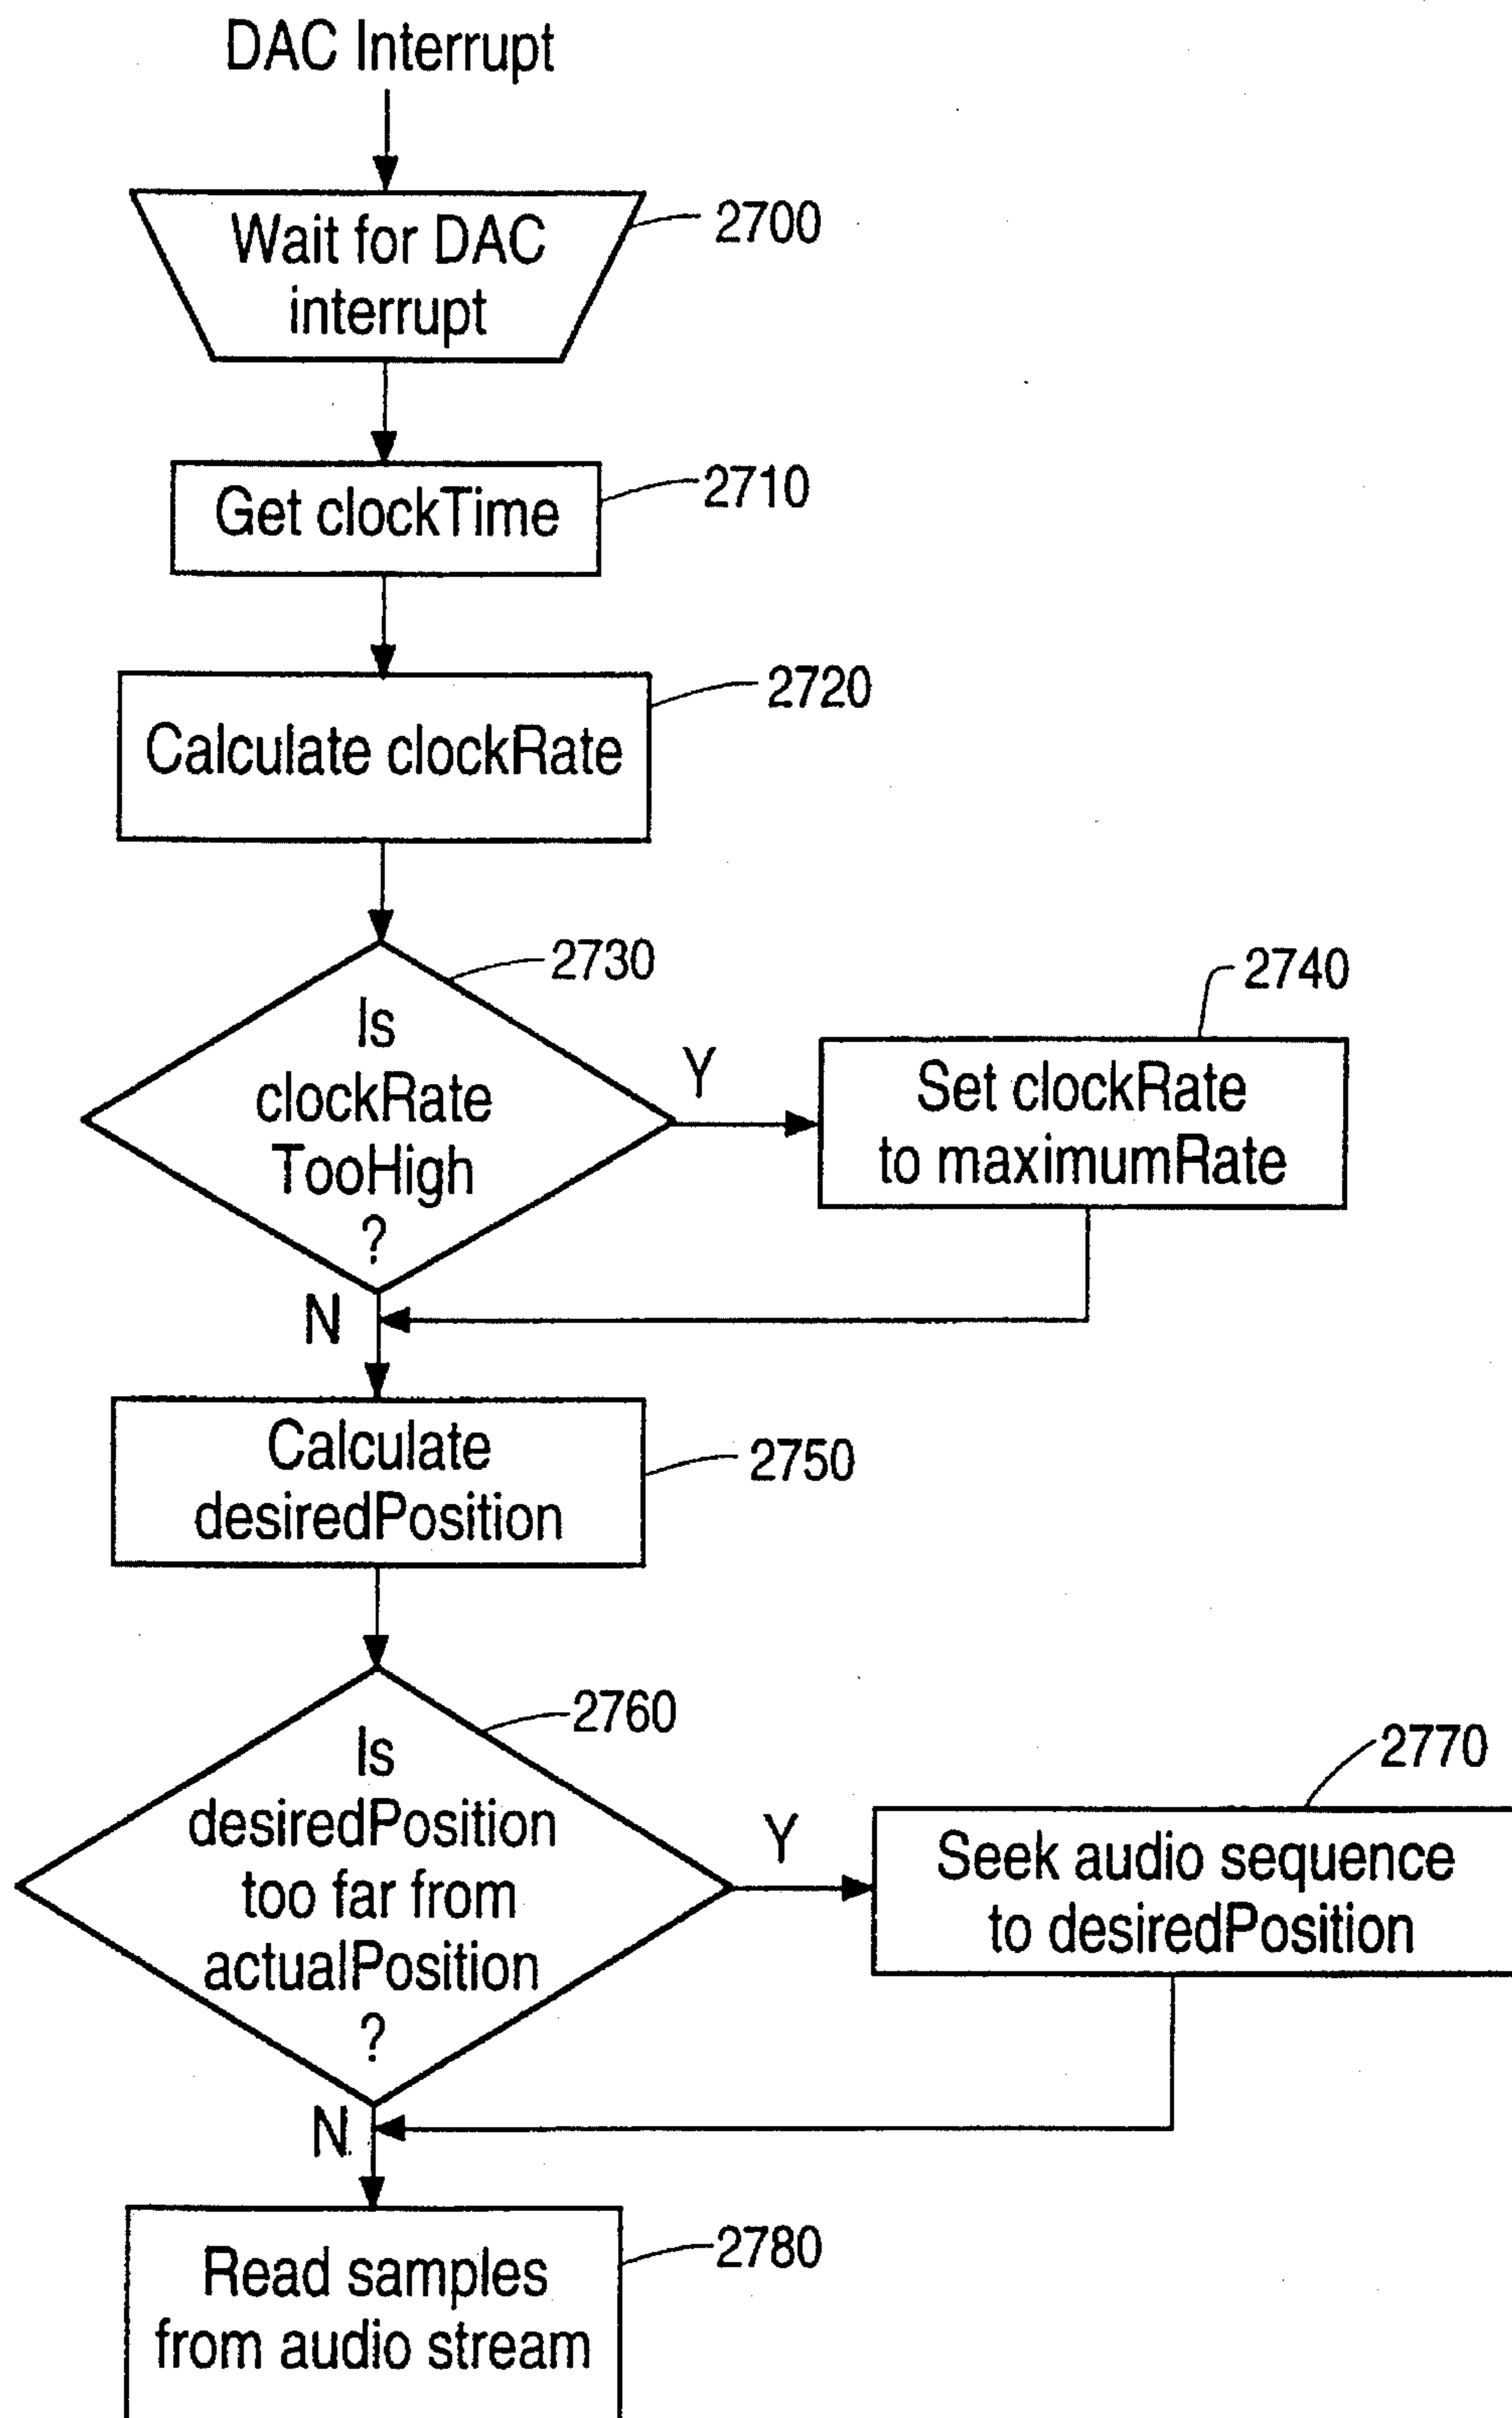 DAC Interrupt
Wait for DAC
interrupt
2700
Get clockTime
2710
Calculate clockRate
2720
Is
clockRate
TooHigh
?
2730
Y
Set clockRate
to maximumRate
2740
N
Calculate
desiredPosition
2750
Is
desiredPosition
too far from
actualPosition
?
2760
Y
Seek audio sequence
to desiredPosition
2770
N
Read samples
from audio stream
2780